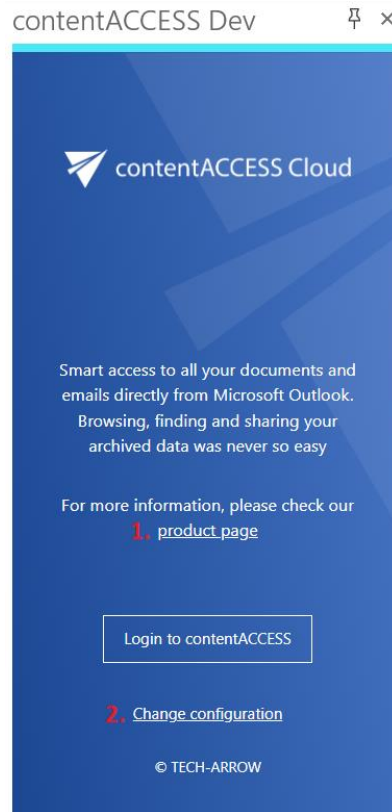 contentACCESS Dev
contentACCESS Cloud
Smart access to all your documents and
emails directly from Microsoft Outlook.
Browsing, finding and sharing your
archived data was never so easy
For more information, please check our
1. product page
Login to contentACCESS
2. Change configuration
© TECH-ARROW